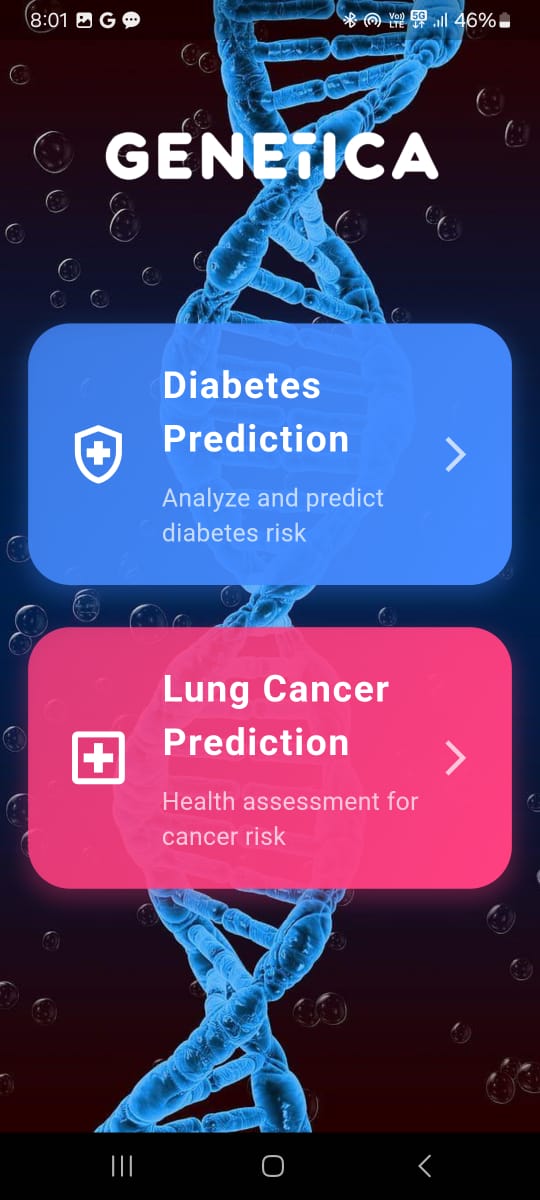 8:01 46%
Vo)) LTE 5G
GENETICA
Diabetes
Prediction
Analyze and predict
diabetes risk
Lung Cancer
Prediction
Health assessment for
cancer risk